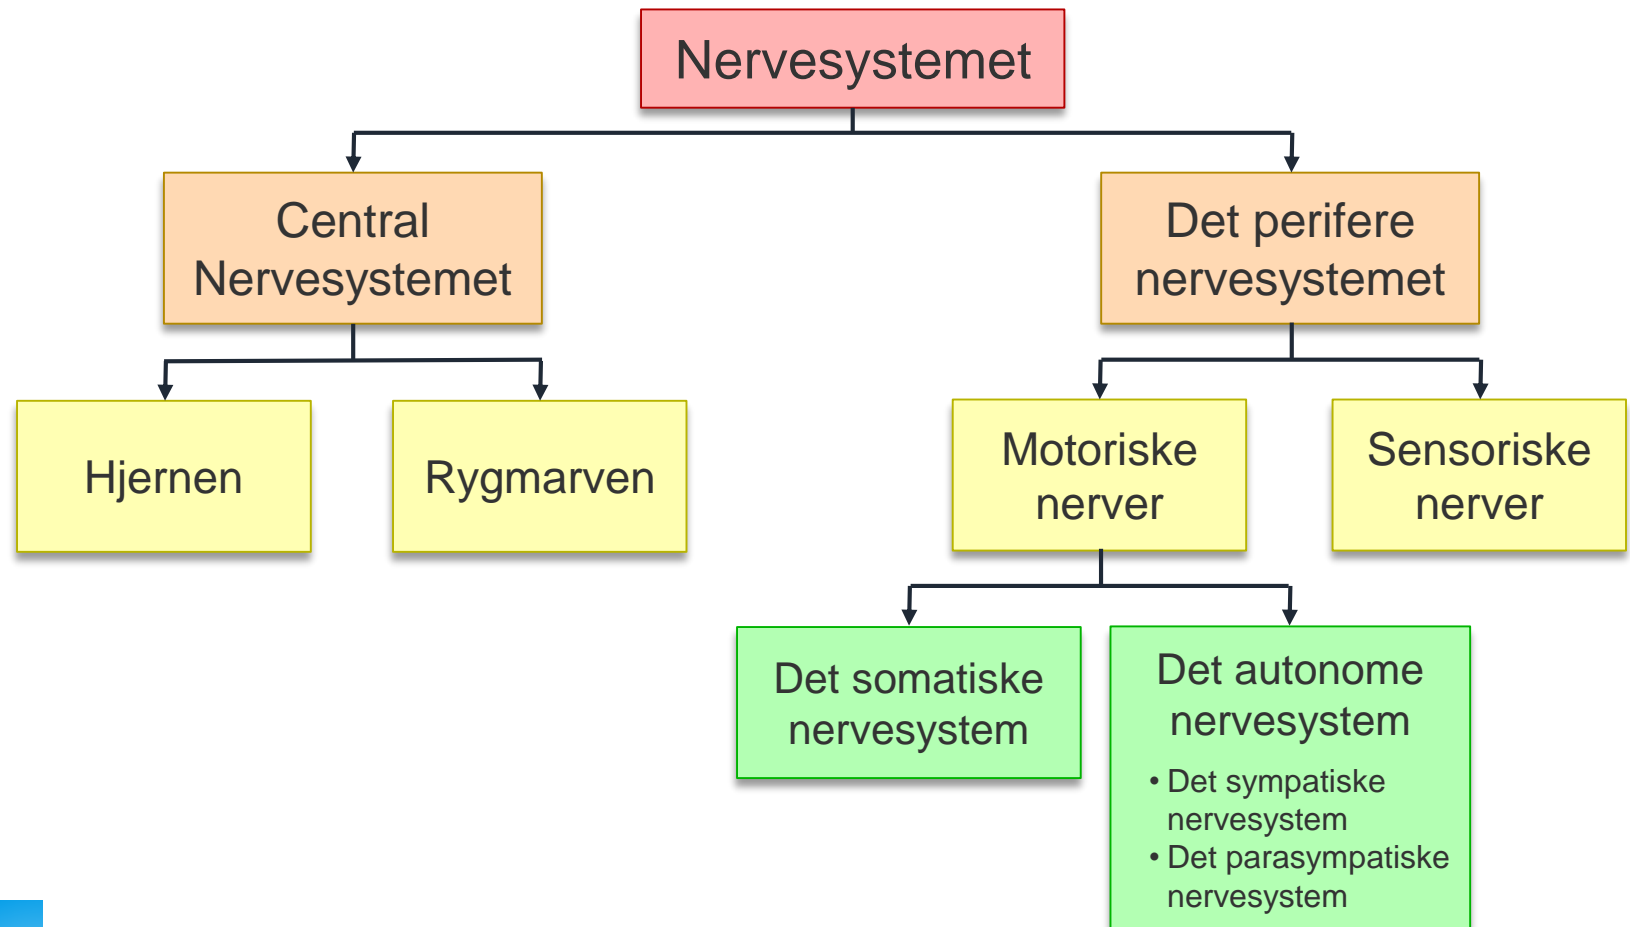 Nervesystemet
Central
Nervesystemet
Det perifere
nervesystemet
Hjernen
Rygmarven
Motoriske
nerver
Sensoriske
nerver
Det somatiske
nervesystem
Det autonome
nervesystem
• Det sympatiske
nervesystem
• Det parasympatiske
nervesystem